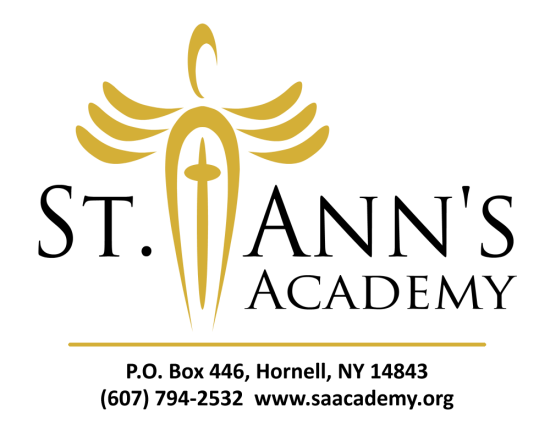 ST. ANN'S
ACADEMY
P.O. Box 446, Hornell, NY 14843
(607) 794-2532 www.saacademy.org